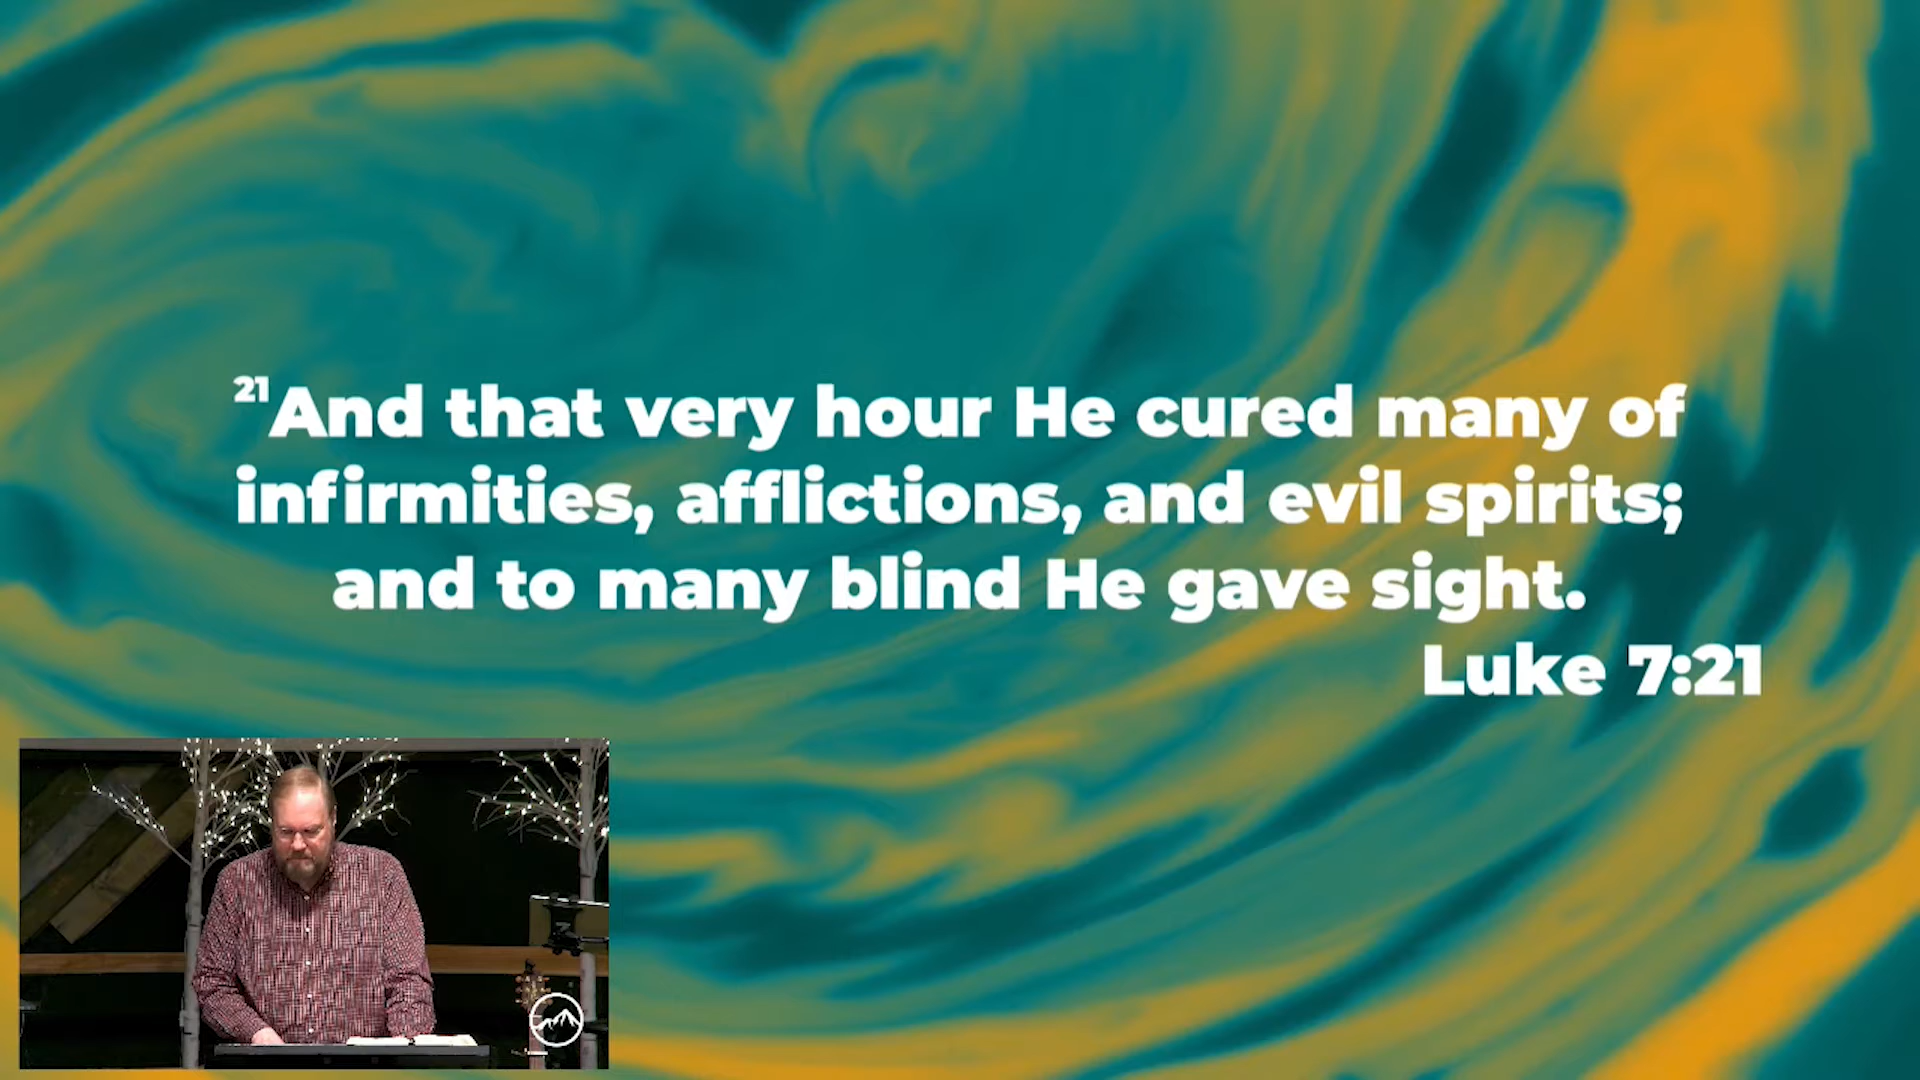 21And that very hour He cured many of
infirmities, afflictions, and evil spirits;
and to many blind He gave sight.
Luke 7:21